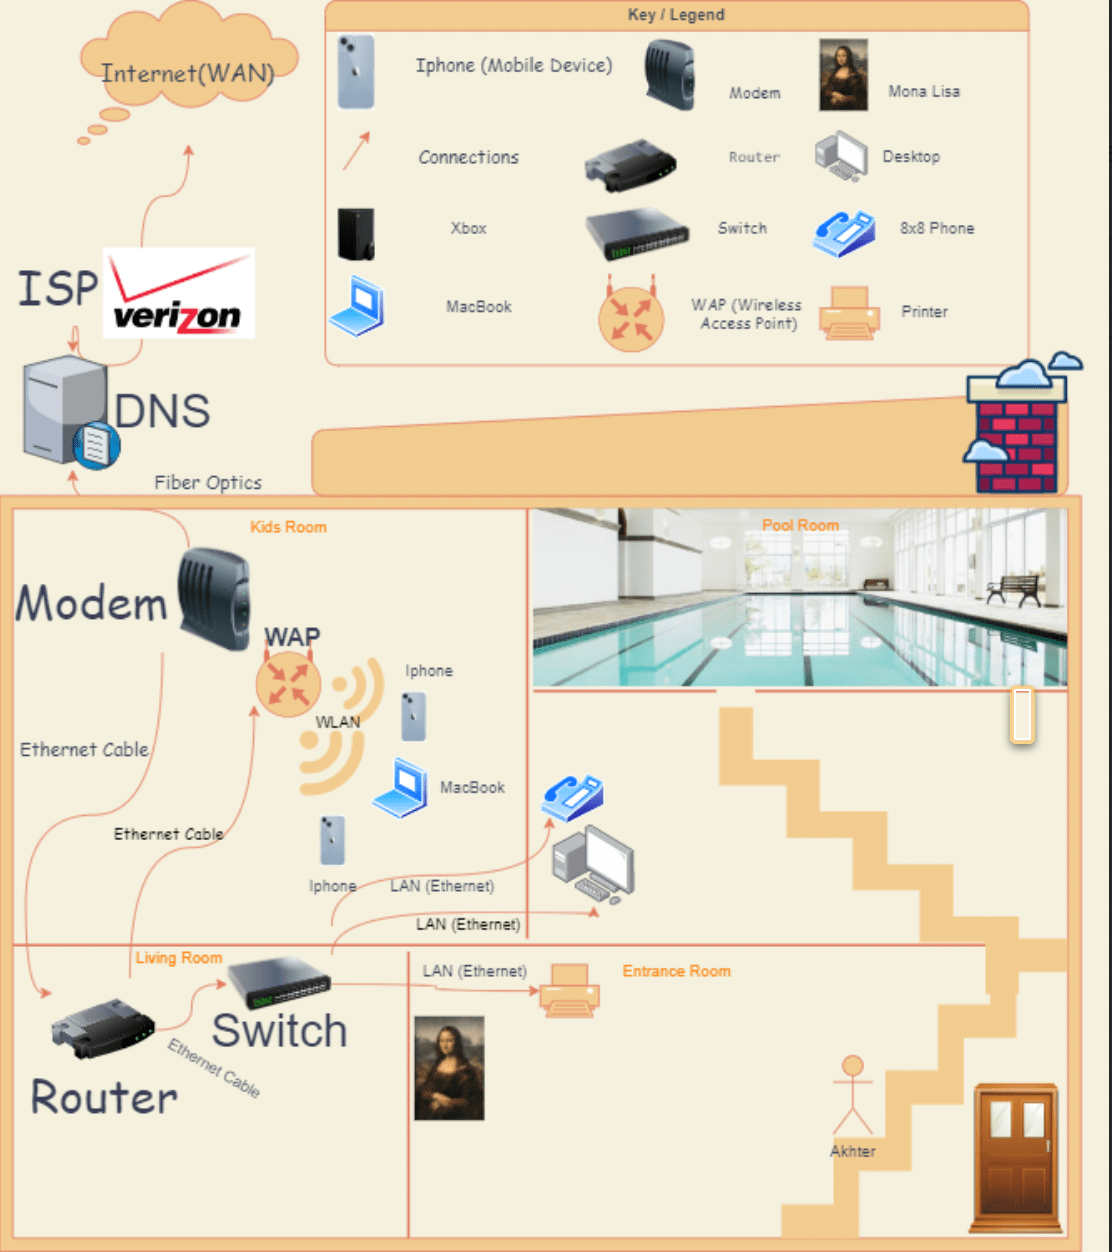 Key / Legend
Internet(WAN)
Iphone (Mobile Device)
Modem
Mona Lisa
Connections
Router
Desktop
Xbox
Switch
8x8 Phone
MacBook
WAP (Wireless
Access Point)
Printer
ISP
verizon
DNS
Fiber Optics
Kids Room
Pool Room
Modem
WAP
Iphone
WLAN
Ethernet Cable
MacBook
Ethernet Cable
Iphone
LAN (Ethernet)
LAN (Ethernet)
Living Room
LAN (Ethernet)
Entrance Room
Switch
Ethernet Cable
Router
Akhter